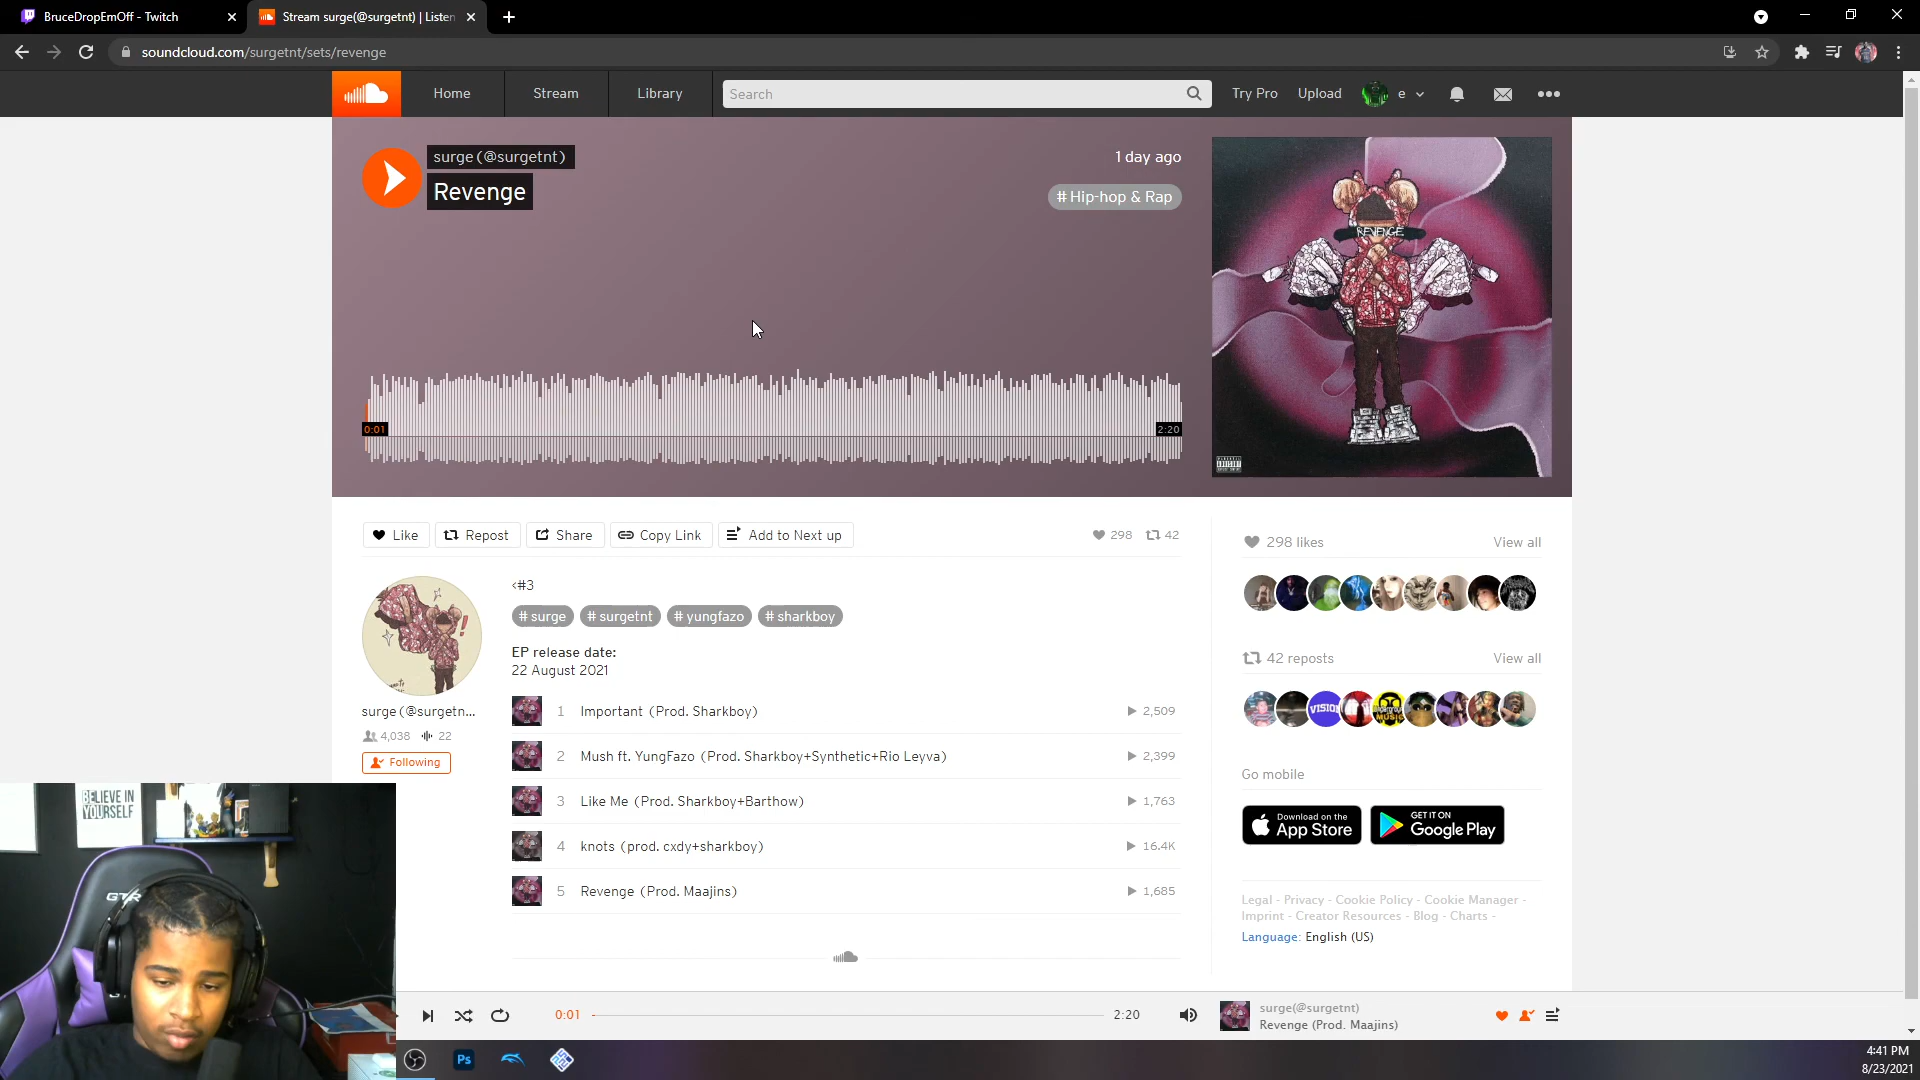 BruceDropEmOff - Twitch
Stream surge(@surgetnt) | Listen
soundcloud.com/surgetnt/sets/revenge
Home
Stream
Library
Search
Try Pro
Upload
e
surge(@surgetnt)
1 day ago
Revenge
# Hip-hop & Rap
REVENGE
0:01
2:20
Like
Repost
Share
Copy Link
Add to Next up
298
42
298 likes
View all
<#3
# surge
# surgetnt
# yungfazo
# sharkboy
EP release date:
22 August 2021
42 reposts
View all
VISION
MUSIC
surge(@surgetn...
4,038
22
Following
1 Important (Prod. Sharkboy)
2,509
2 Mush ft. YungFazo (Prod. Sharkboy+Synthetic+Rio Leyva)
2,399
3 Like Me (Prod. Sharkboy+Barthow)
1,763
4 knots (prod. cxdy+sharkboy)
16.4K
5 Revenge (Prod. Maajins)
1,685
Go mobile
Download on the
App Store
GET IT ON
Google Play
Legal - Privacy - Cookie Policy - Cookie Manager -
Imprint - Creator Resources - Blog - Charts -
Language: English (US)
BELIEVE IN
YOURSELF
GTR
0:01
2:20
surge(@surgetnt)
Revenge (Prod. Maajins)
Ps
4:41 PM
8/23/2021